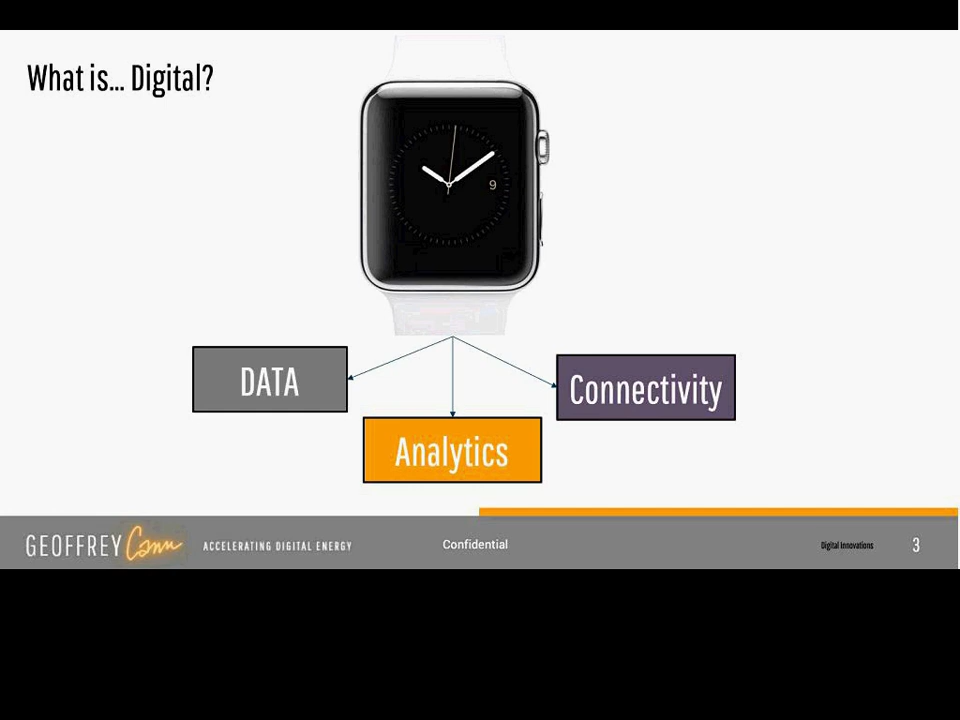 What is... Digital?
9
DATA
Connectivity
Analytics
GEOFFREY Cann ACCELERATING DIGITAL ENERGY
Confidential
Digital Innovations
3